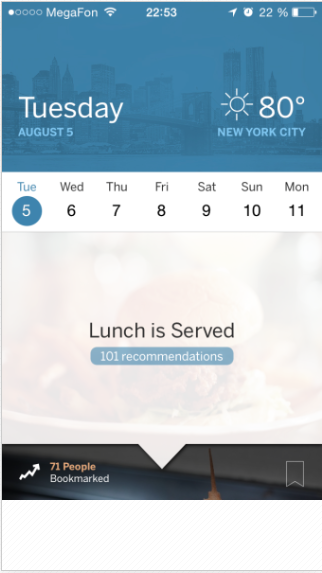 MegaFon 22:53 22 %
Tuesday 80°
AUGUST 5 NEW YORK CITY
Tue Wed Thu Fri Sat Sun Mon
5 6 7 8 9 10 11
Lunch is Served
101 recommendations
71 People
Bookmarked